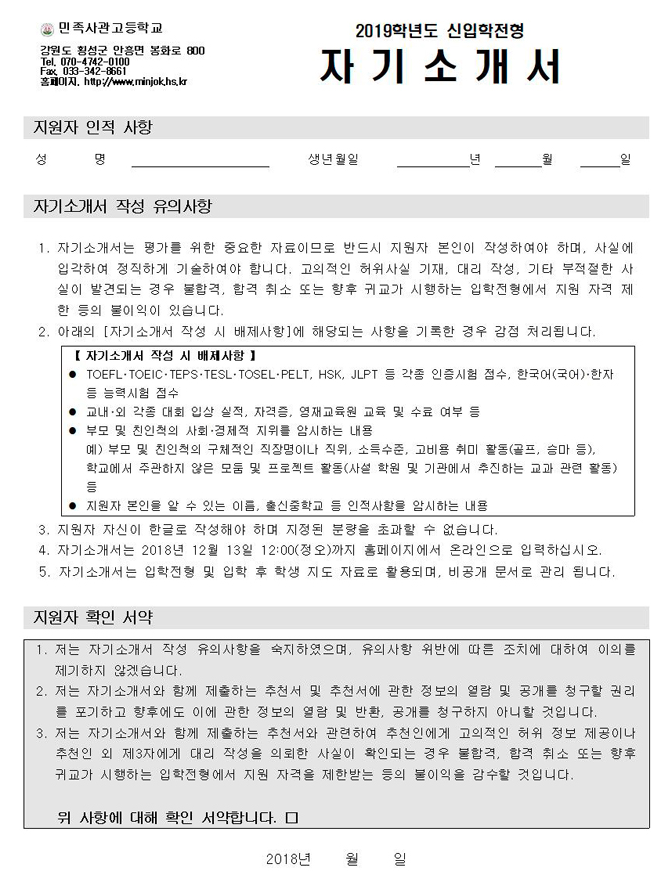 민족사관고등학교
강원도 횡성군 안흥면 봉화로 800
Tel. 070-4742-0100
Fax. 033-342-8661
홈페이지. http://www.minjok.hs.kr
2019학년도 신입학전형
자 기 소 개 서
지원자 인적 사항
성 명 생년월일 년 월 일
자기소개서 작성 유의사항
1. 자기소개서는 평가를 위한 중요한 자료이므로 반드시 지원자 본인이 작성하여야 하며, 사실에
입각하여 정직하게 기술하여야 합니다. 고의적인 허위사실 기재, 대리 작성, 기타 부적절한 사
실이 발견되는 경우 불합격, 합격 취소 또는 향후 귀교가 시행하는 입학전형에서 지원 자격 제
한 등의 불이익이 있습니다.
2. 아래의 [자기소개서 작성 시 배제사항]에 해당되는 사항을 기록한 경우 감점 처리됩니다.
【 자기소개서 작성 시 배제사항 】
● TOEFL·TOEIC·TEPS·TESL·TOSEL·PELT, HSK, JLPT 등 각종 인증시험 점수, 한국어(국어)·한자
등 능력시험 점수
● 교내·외 각종 대회 입상 실적, 자격증, 영재교육원 교육 및 수료 여부 등
● 부모 및 친인척의 사회·경제적 지위를 암시하는 내용
예) 부모 및 친인척의 구체적인 직장명이나 직위, 소득수준, 고비용 취미 활동(골프, 승마 등),
학교에서 주관하지 않은 모둠 및 프로젝트 활동(사설 학원 및 기관에서 추진하는 교과 관련 활동)
등
● 지원자 본인을 알 수 있는 이름, 출신중학교 등 인적사항을 암시하는 내용
3. 지원자 자신이 한글로 작성해야 하며 지정된 분량을 초과할 수 없습니다.
4. 자기소개서는 2018년 12월 13일 12:00(정오)까지 홈페이지에서 온라인으로 입력하십시오.
5. 자기소개서는 입학전형 및 입학 후 학생 지도 자료로 활용되며, 비공개 문서로 관리 됩니다.
지원자 확인 서약
1. 저는 자기소개서 작성 유의사항을 숙지하였으며, 유의사항 위반에 따른 조치에 대하여 이의를
제기하지 않겠습니다.
2. 저는 자기소개서와 함께 제출하는 추천서 및 추천서에 관한 정보의 열람 및 공개를 청구할 권리
를 포기하고 향후에도 이에 관한 정보의 열람 및 반환, 공개를 청구하지 아니할 것입니다.
3. 저는 자기소개서와 함께 제출하는 추천서와 관련하여 추천인에게 고의적인 허위 정보 제공이나
추천인 외 제3자에게 대리 작성을 의뢰한 사실이 확인되는 경우 불합격, 합격 취소 또는 향후
귀교가 시행하는 입학전형에서 지원 자격을 제한받는 등의 불이익을 감수할 것입니다.
위 사항에 대해 확인 서약합니다. □
2018년 월 일